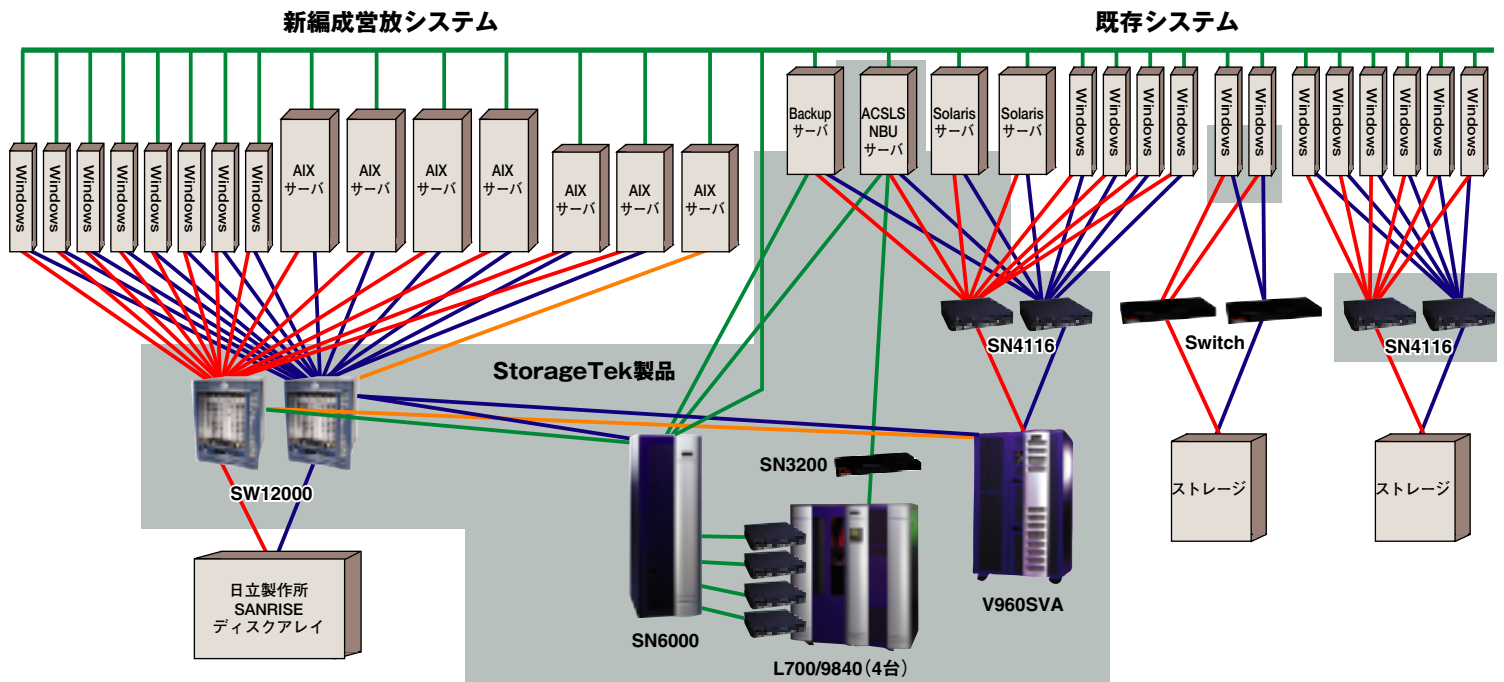 新編成営放システム
既存システム
Windows
Windows
Windows
Windows
Windows
Windows
Windows
Windows
AIX
サーバ
AIX
サーバ
AIX
サーバ
AIX
サーバ
AIX
サーバ
AIX
サーバ
AIX
サーバ
Backup
サーバ
ACSLS
NBU
サーバ
Solaris
サーバ
Solaris
サーバ
Windows
Windows
Windows
Windows
Windows
Windows
Windows
Windows
Windows
Windows
Windows
Windows
StorageTek製品
SN4116
Switch
SN4116
SW12000
SN3200
ストレージ
ストレージ
日立製作所
SANRISE
ディスクアレイ
SN6000
V960SVA
L700/9840(4台)